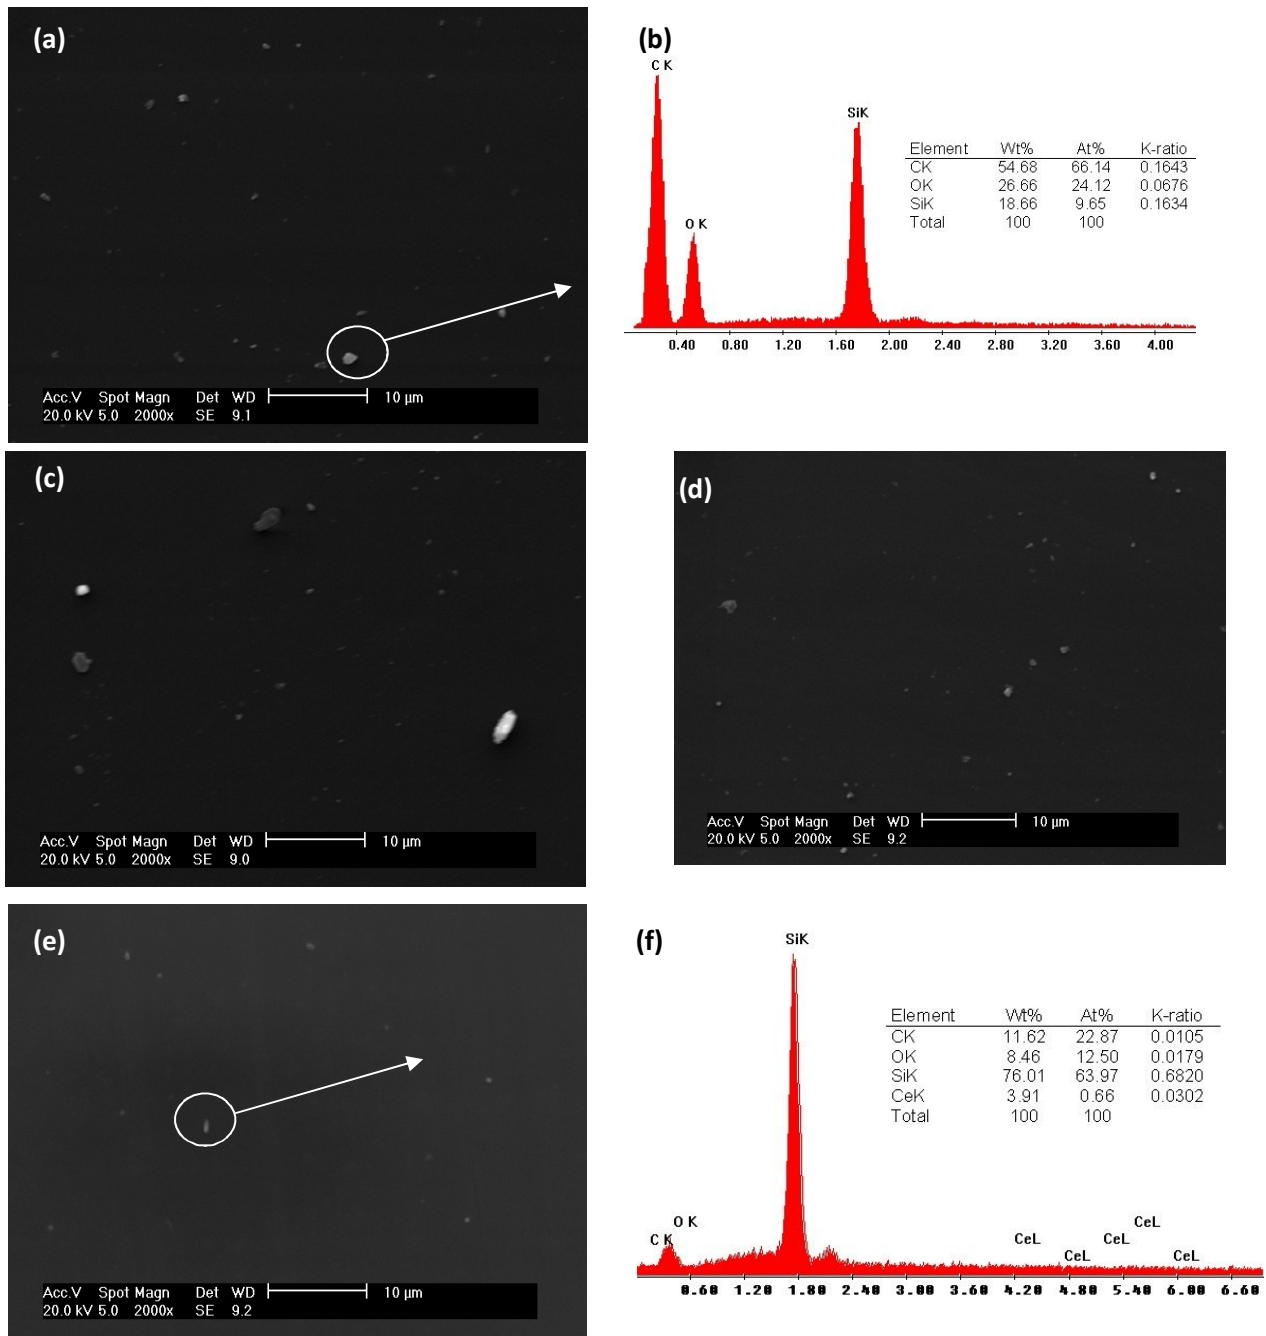 (a)
Acc.V Spot Magn Det WD 10 µm
20.0 kV 5.0 2000x SE 9.1
(b)
C K
O K
SiK
Element Wt% At% K-ratio
CK 54.68 66.14 0.1643
OK 26.66 24.12 0.0676
SiK 18.66 9.65 0.1634
Total 100 100
0.40 0.80 1.20 1.60 2.00 2.40 2.80 3.20 3.60 4.00
(c)
Acc.V Spot Magn Det WD 10 µm
20.0 kV 5.0 2000x SE 9.0
(d)
Acc.V Spot Magn Det WD 10 µm
20.0 kV 5.0 2000x SE 9.2
(e)
Acc.V Spot Magn Det WD 10 µm
20.0 kV 5.0 2000x SE 9.2
(f)
SiK
Element Wt% At% K-ratio
CK 11.62 22.87 0.0105
OK 8.46 12.50 0.0179
SiK 76.01 63.97 0.6820
CeK 3.91 0.66 0.0302
Total 100 100
O K
C K
CeL
CeL
CeL
CeL
CeL
0.60 1.20 1.80 2.40 3.00 3.60 4.20 4.80 5.40 6.00 6.60